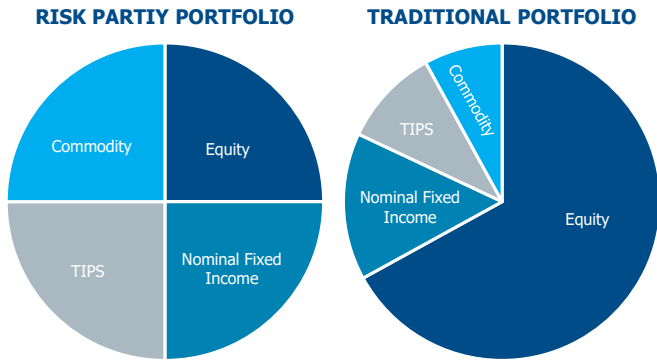 RISK PARTIY PORTFOLIO
Commodity
Equity
TIPS
Nominal Fixed
Income
TRADITIONAL PORTFOLIO
Commodity
TIPS
Nominal Fixed
Income
Equity